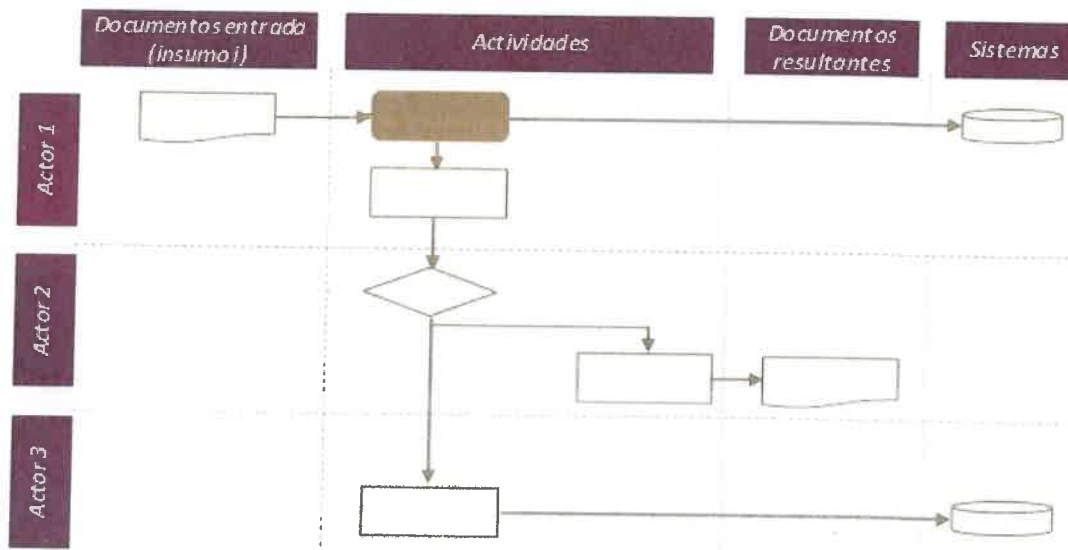 Documentos entrada
(insumo i)
Actividades
Documentos
resultantes
Sistemas
Actor 1
Actor 2
Actor 3